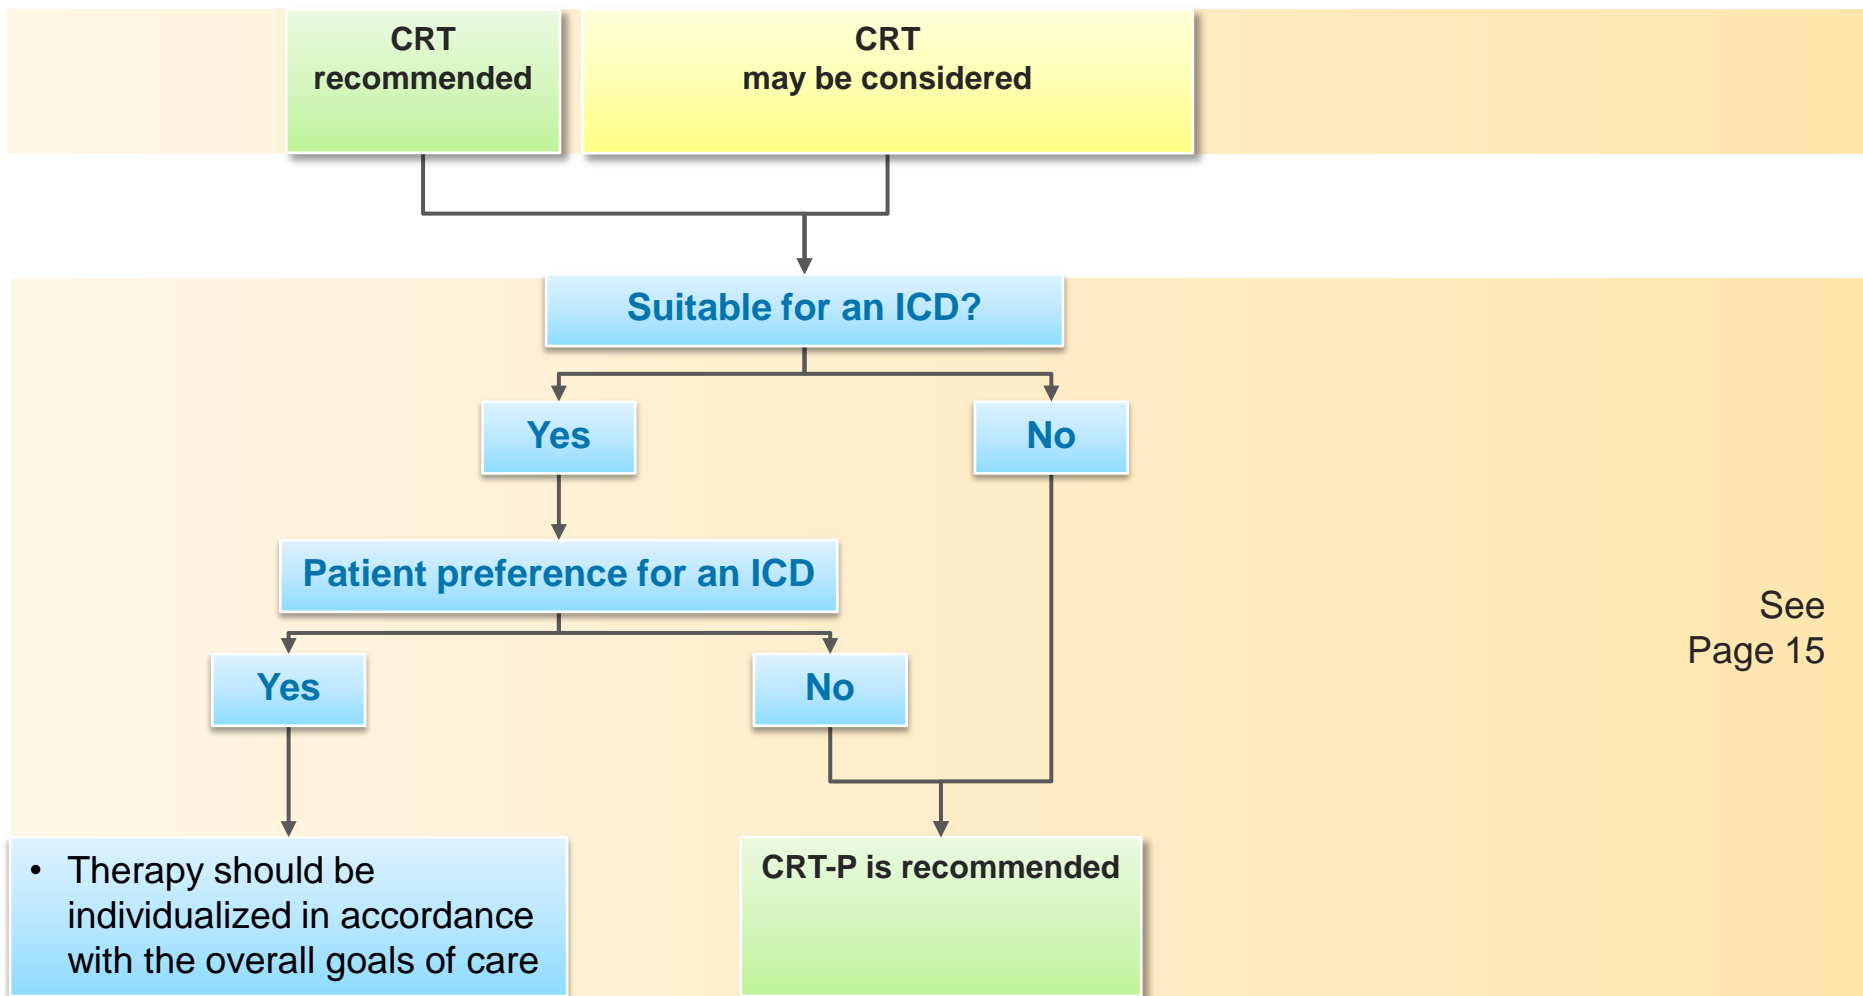 CRT
recommended
CRT
may be considered
Suitable for an ICD?
Yes
No
Patient preference for an ICD
See
Page 15
Yes
No
• Therapy should be
individualized in accordance
with the overall goals of care
CRT-P is recommended